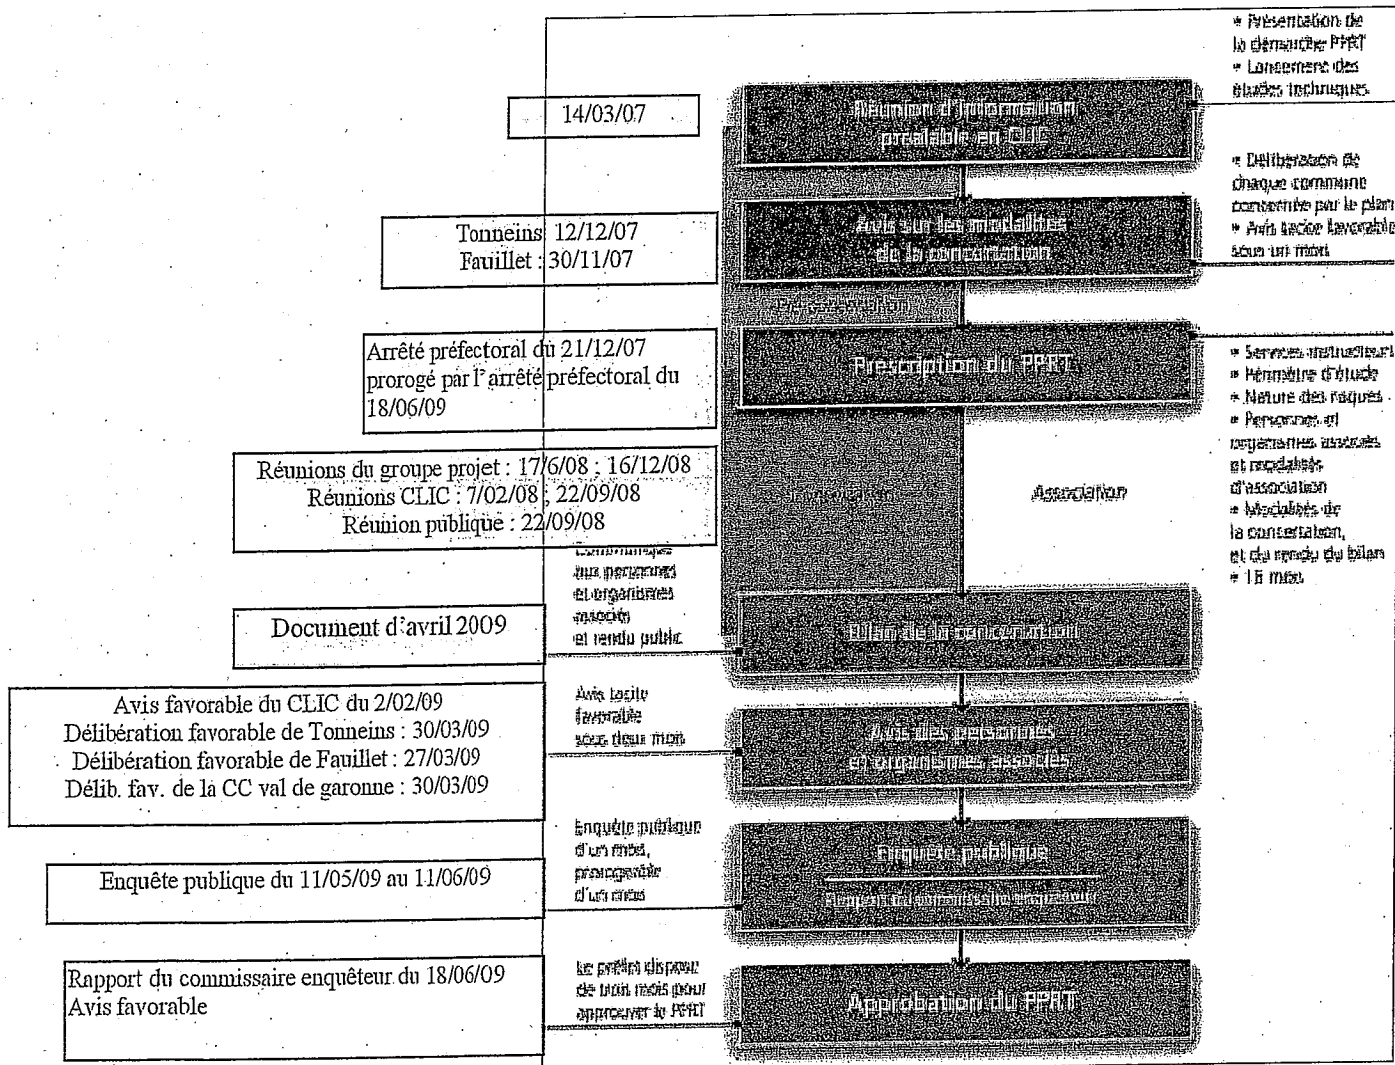 * Présentation de
la démarche PPRT
* Lancement des
études techniques
14/03/07
Réunion d'information
préalable en CLIC
* Délibération de
chaque commune
concernée par le plan
* Avis tacite favorable
sous un mois
Tonneins 12/12/07
Fauillet : 30/11/07
Avis sur les modalités
de la concertation
Arrêté préfectoral du 21/12/07
prorogé par l'arrêté préfectoral du
18/06/09
Prescription du PPRT
* Services instructeurs
* Périmètre d'étude
* Nature des risques
* Personnes et
organismes associés
et modalités
d'association
* Modalités de
la concertation,
et du rendu du bilan
* 18 mois
Réunions du groupe projet : 17/6/08 ; 16/12/08
Réunions CLIC : 7/02/08 ; 22/09/08
Réunion publique : 22/09/08
Association
aux personnes
et organismes
associés
et rendu public
Document d'avril 2009
Bilan de la concertation
Avis favorable du CLIC du 2/02/09
Délibération favorable de Tonneins : 30/03/09
Délibération favorable de Fauillet : 27/03/09
Délib. fav. de la CC val de garonne : 30/03/09
Avis tacite
favorable
sous deux mois
Avis des personnes
et organismes associés
Enquête publique
d'un mois,
prorogeable
d'un mois
Enquête publique du 11/05/09 au 11/06/09
Enquête publique
Rapport du commissaire enquêteur
Rapport du commissaire enquêteur du 18/06/09
Avis favorable
Le préfet dispose
de trois mois pour
approuver le PPRT
Approbation du PPRT